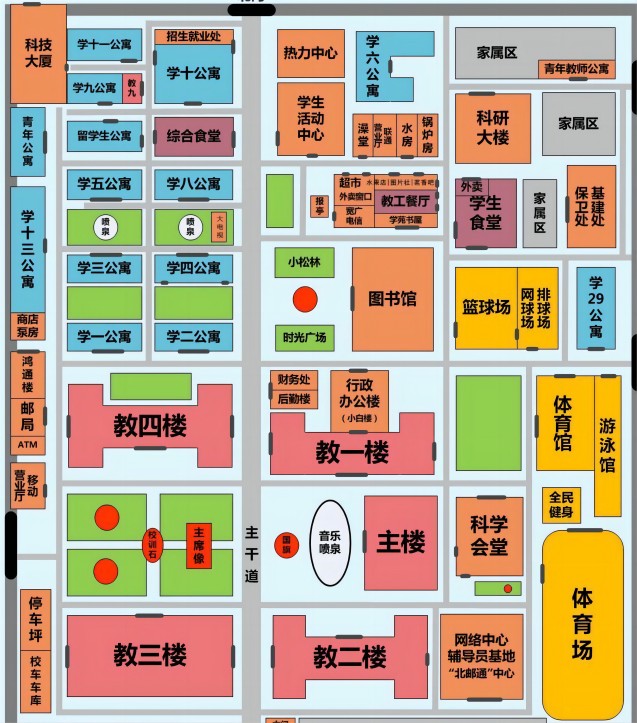 科技
大厦
学十一公寓
招生就业处
学九公寓
教
九
学十公寓
青
年
公
寓
留学生公寓
综合食堂
学五公寓
学八公寓
喷
泉
喷
泉
学
十
三
公
寓
学三公寓
学四公寓
学一公寓
学二公寓
商店
泵房
鸿
通
楼
邮
局
ATM
移动
营业厅
热力中心
学
六
公
寓
学生
活动
中心
澡
堂
联通
营业厅
水
房
锅
炉
房
家属区
青年教师公寓
科研
大楼
家属区
报
亭
超市
水果店|图片社|茗香吧
外卖窗口
教工餐厅
宽广
电信
学苑书屋
外卖
学生
食堂
家
属
区
基建处
保卫处
小松林
时光广场
图书馆
篮球场
网球场
排球场
学
29
公
寓
教四楼
财务处
后勤楼
行政
办公楼
(小白楼)
教一楼
体
育
馆
游
泳
馆
校训石
主
席
像
主
干
道
国
旗
音乐
喷泉
主楼
科学
会堂
全民
健身
体
育
场
停
车
坪
校
车
车
库
教三楼
教二楼
网络中心
辅导员基地
“北邮通”中心